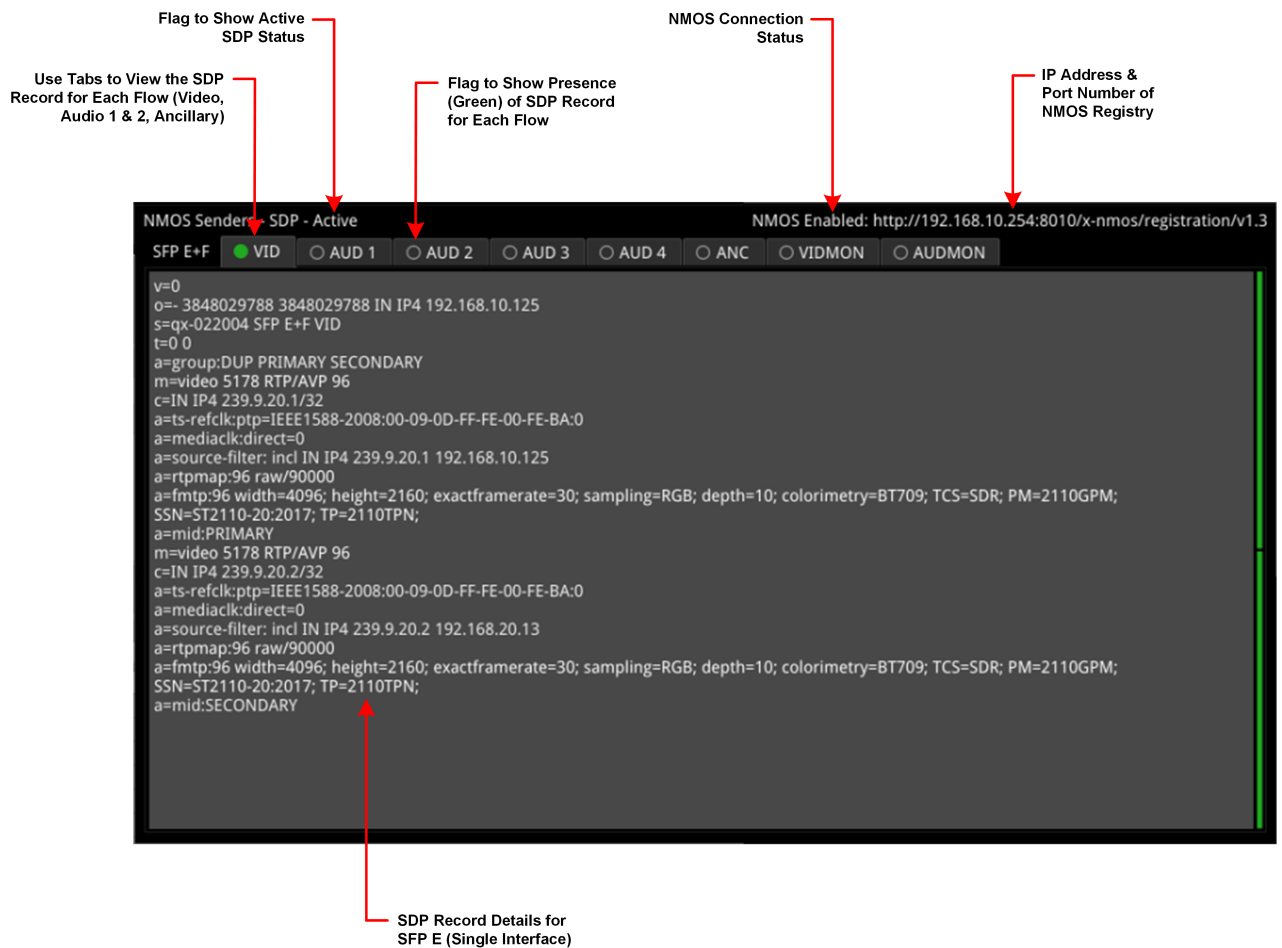 Flag to Show Active
SDP Status
NMOS Connection
Status
Use Tabs to View the SDP
Record for Each Flow (Video,
Audio 1 & 2, Ancillary)
Flag to Show Presence
(Green) of SDP Record
for Each Flow
IP Address &
Port Number of
NMOS Registry
NMOS Senders - SDP - Active
NMOS Enabled: http://192.168.10.254:8010/x-nmos/registration/v1.3
SFP E+F VID AUD 1 AUD 2 AUD 3 AUD 4 ANC VIDMON AUDMON
v=0
o=- 3848029788 3848029788 IN IP4 192.168.10.125
s=qx-022004 SFP E+F VID
t=0 0
a=group:DUP PRIMARY SECONDARY
m=video 5178 RTP/AVP 96
c=IN IP4 239.9.20.1/32
a=ts-refclk:ptp=IEEE1588-2008:00-09-0D-FF-FE-00-FE-BA:0
a=mediaclk:direct=0
a=source-filter: incl IN IP4 239.9.20.1 192.168.10.125
a=rtpmap:96 raw/90000
a=fmtp:96 width=4096; height=2160; exactframerate=30; sampling=RGB; depth=10; colorimetry=BT709; TCS=SDR; PM=2110GPM;
SSN=ST2110-20:2017; TP=2110TPN;
a=mid:PRIMARY
m=video 5178 RTP/AVP 96
c=IN IP4 239.9.20.2/32
a=ts-refclk:ptp=IEEE1588-2008:00-09-0D-FF-FE-00-FE-BA:0
a=mediaclk:direct=0
a=source-filter: incl IN IP4 239.9.20.2 192.168.20.13
a=rtpmap:96 raw/90000
a=fmtp:96 width=4096; height=2160; exactframerate=30; sampling=RGB; depth=10; colorimetry=BT709; TCS=SDR; PM=2110GPM;
SSN=ST2110-20:2017; TP=2110TPN;
a=mid:SECONDARY
SDP Record Details for
SFP E (Single Interface)